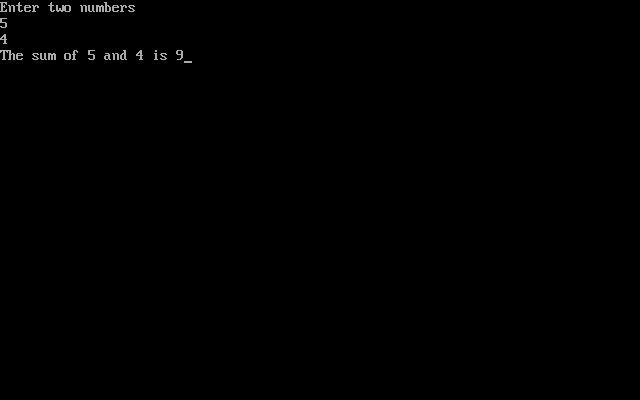 Enter two numbers
5
4
The sum of 5 and 4 is 9_